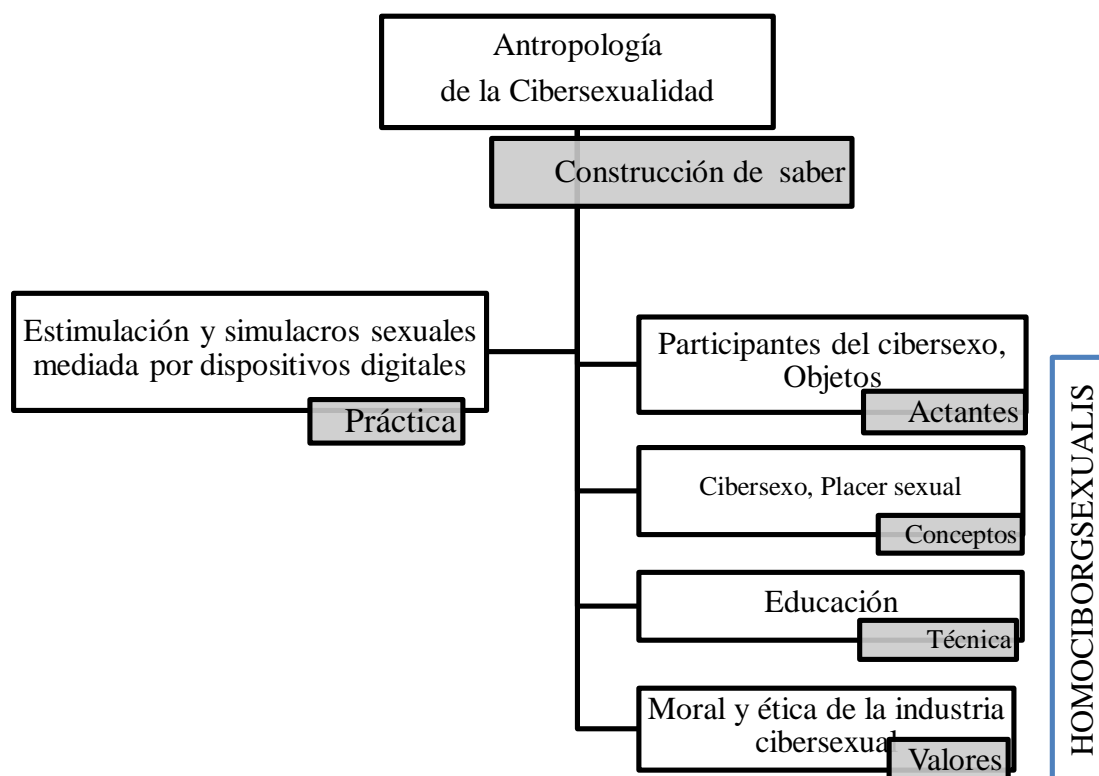 Antropología
de la Cibersexualidad
Construcción de saber
Estimulación y simulacros sexuales
mediada por dispositivos digitales
Práctica
Participantes del cibersexo,
Objetos
Actantes
Cibersexo, Placer sexual
Conceptos
Educación
Técnica
Moral y ética de la industria
cibersexual
Valores
HOMOCIBORGSEXUALIS